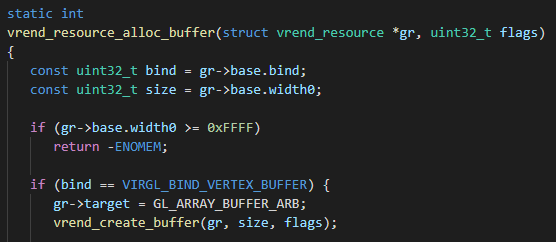 static int
vrend_resource_alloc_buffer(struct vrend_resource *gr, uint32_t flags)
{
const uint32_t bind = gr->base.bind;
const uint32_t size = gr->base.width0;
if (gr->base.width0 >= 0xFFFF)
return -ENOMEM;
if (bind == VIRGL_BIND_VERTEX_BUFFER) {
gr->target = GL_ARRAY_BUFFER_ARB;
vrend_create_buffer(gr, size, flags);